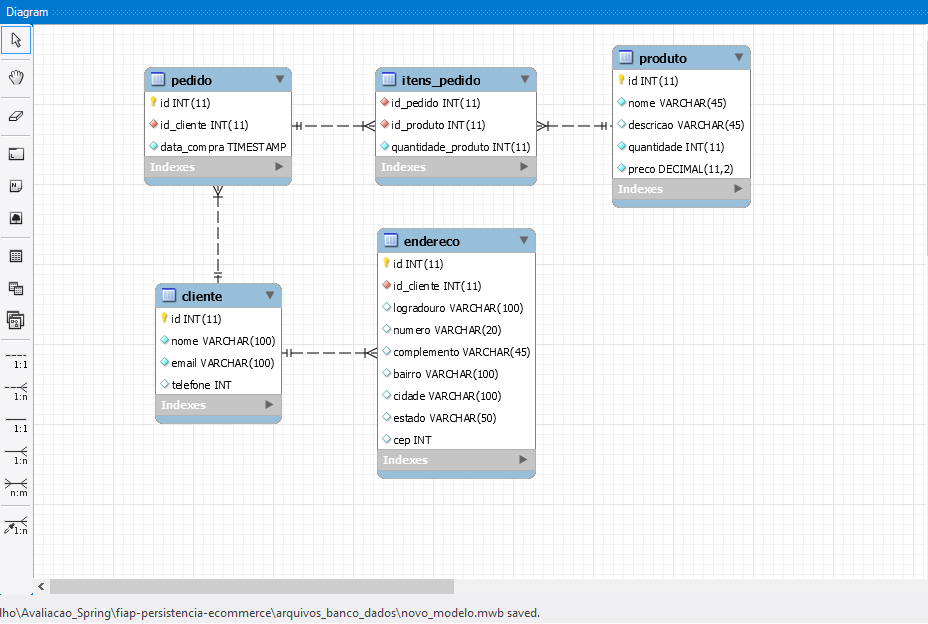 Diagram
pedido
id INT(11)
id_cliente INT(11)
data_compra TIMESTAMP
Indexes
itens_pedido
id_pedido INT(11)
id_produto INT(11)
quantidade_produto INT(11)
Indexes
produto
id INT(11)
nome VARCHAR(45)
descricao VARCHAR(45)
quantidade INT(11)
preco DECIMAL(11,2)
Indexes
cliente
id INT(11)
nome VARCHAR(100)
email VARCHAR(100)
telefone INT
Indexes
endereco
id INT(11)
id_cliente INT(11)
logradouro VARCHAR(100)
numero VARCHAR(20)
complemento VARCHAR(45)
bairro VARCHAR(100)
cidade VARCHAR(100)
estado VARCHAR(50)
cep INT
Indexes
1:1
1:n
1:1
1:n
n:m
1:n
lho\Avaliacao_Spring\fiap-persistencia-ecommerce\arquivos_banco_dados\novo_modelo.mwb saved.